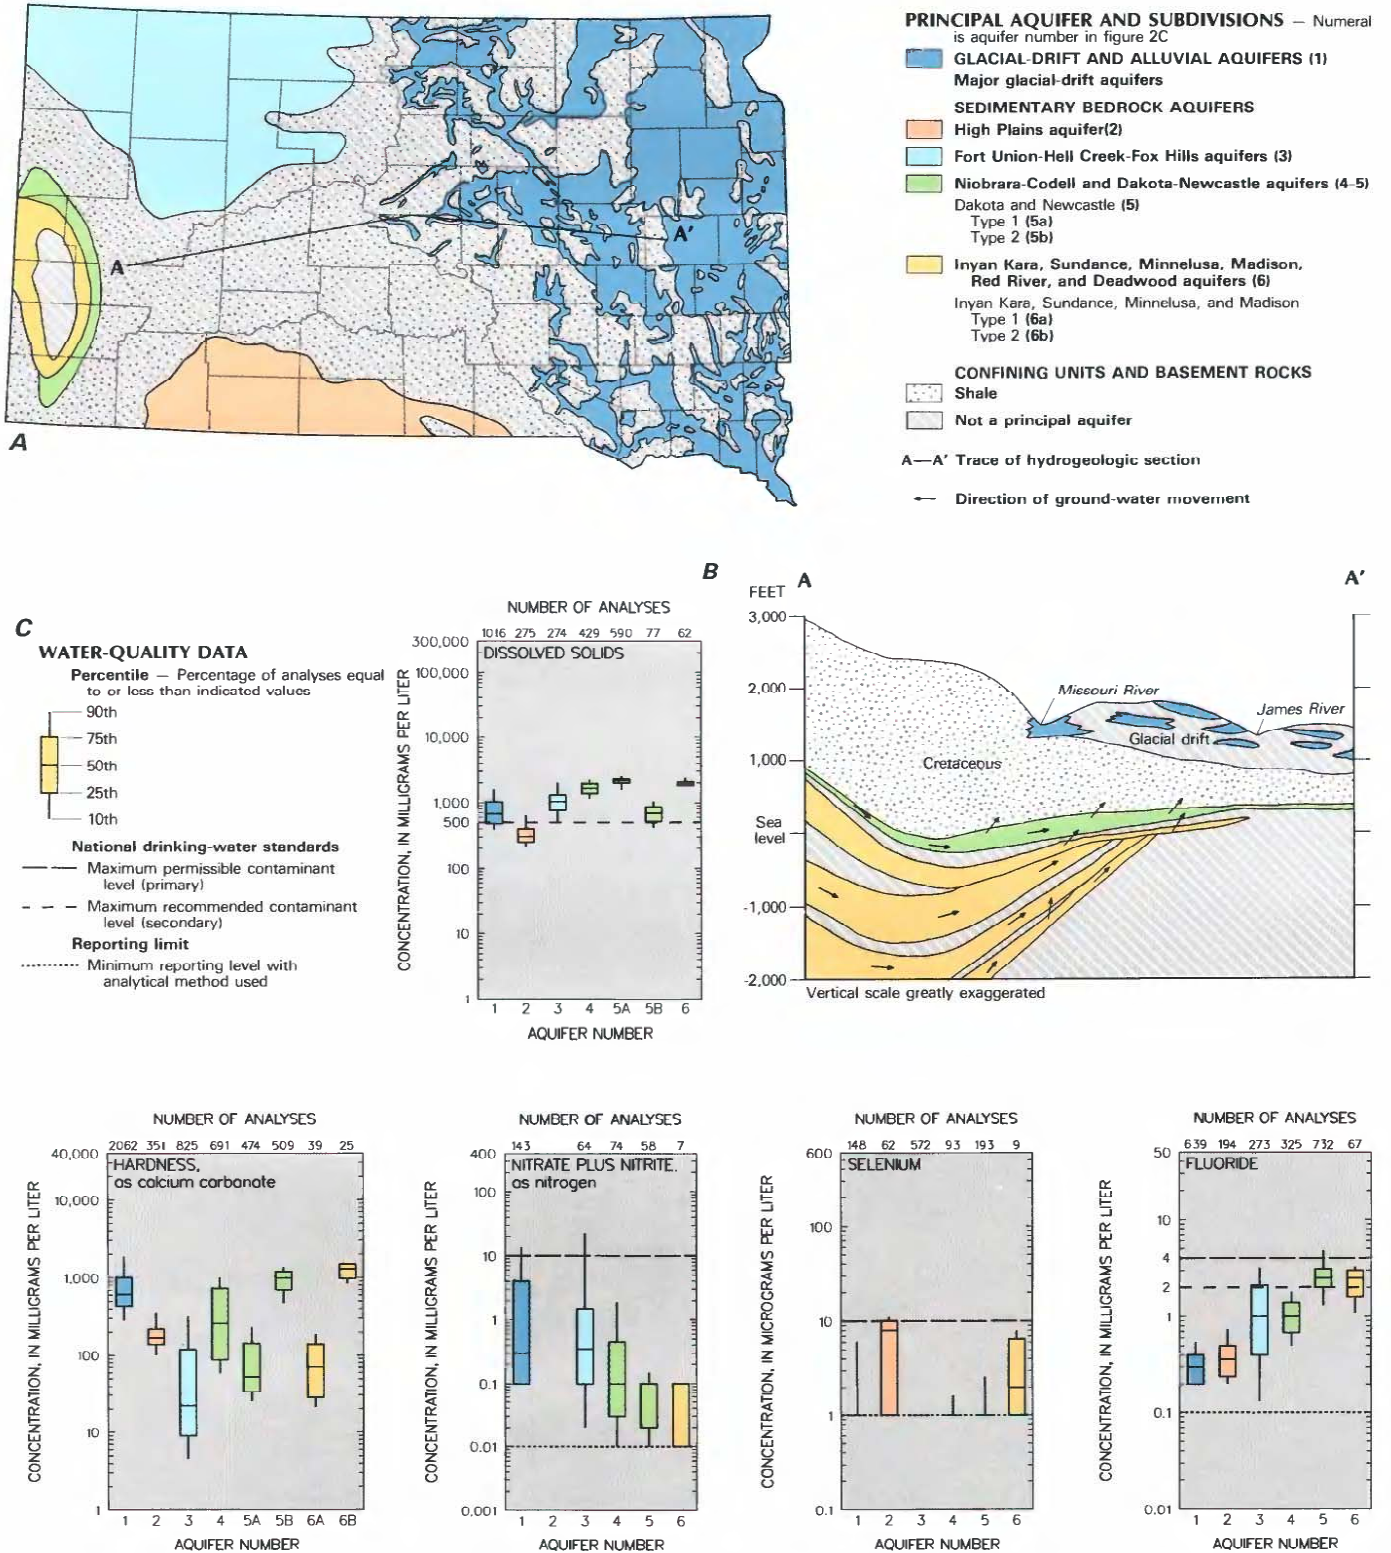 PRINCIPAL AQUIFER AND SUBDIVISIONS — Numeral
is aquifer number in figure 2C
GLACIAL-DRIFT AND ALLUVIAL AQUIFERS (1)
Major glacial-drift aquifers
SEDIMENTARY BEDROCK AQUIFERS
High Plains aquifer(2)
Fort Union-Hell Creek-Fox Hills aquifers (3)
Niobrara-Codell and Dakota-Newcastle aquifers (4-5)
Dakota and Newcastle (5)
Type 1 (5a)
Type 2 (5b)
Inyan Kara, Sundance, Minnelusa, Madison,
Red River, and Deadwood aquifers (6)
Inyan Kara, Sundance, Minnelusa, and Madison
Type 1 (6a)
Type 2 (6b)
CONFINING UNITS AND BASEMENT ROCKS
Shale
Not a principal aquifer
A—A' Trace of hydrogeologic section
Direction of ground-water movement
A
A'
A
B
FEET
A
A'
3,000
2,000
1,000
Sea
level
-1,000
-2,000
Missouri River
James River
Glacial drift
Cretaceous
Vertical scale greatly exaggerated
C
WATER-QUALITY DATA
Percentile — Percentage of analyses equal
to or less than indicated values
90th
75th
50th
25th
10th
National drinking-water standards
Maximum permissible contaminant
level (primary)
Maximum recommended contaminant
level (secondary)
Reporting limit
Minimum reporting level with
analytical method used
NUMBER OF ANALYSES
1016 275 274 429 590 77 62
DISSOLVED SOLIDS
CONCENTRATION, IN MILLIGRAMS PER LITER
300,000
100,000
10,000
1,000
500
100
10
1
1 2 3 4 5A 5B 6
AQUIFER NUMBER
NUMBER OF ANALYSES
2062 351 825 691 474 509 39 25
HARDNESS,
as calcium carbonate
CONCENTRATION, IN MILLIGRAMS PER LITER
40,000
10,000
1,000
100
10
1
1 2 3 4 5A 5B 6A 6B
AQUIFER NUMBER
NUMBER OF ANALYSES
143 64 74 58 7
NITRATE PLUS NITRITE,
as nitrogen
CONCENTRATION, IN MILLIGRAMS PER LITER
400
100
10
1
0.1
0.01
0.001
1 2 3 4 5 6
AQUIFER NUMBER
NUMBER OF ANALYSES
148 62 572 93 193 9
SELENIUM
CONCENTRATION, IN MICROGRAMS PER LITER
600
100
10
1
0.1
1 2 3 4 5 6
AQUIFER NUMBER
NUMBER OF ANALYSES
639 194 273 325 732 67
FLUORIDE
CONCENTRATION, IN MILLIGRAMS PER LITER
50
10
4
2
1
0.1
0.01
1 2 3 4 5 6
AQUIFER NUMBER